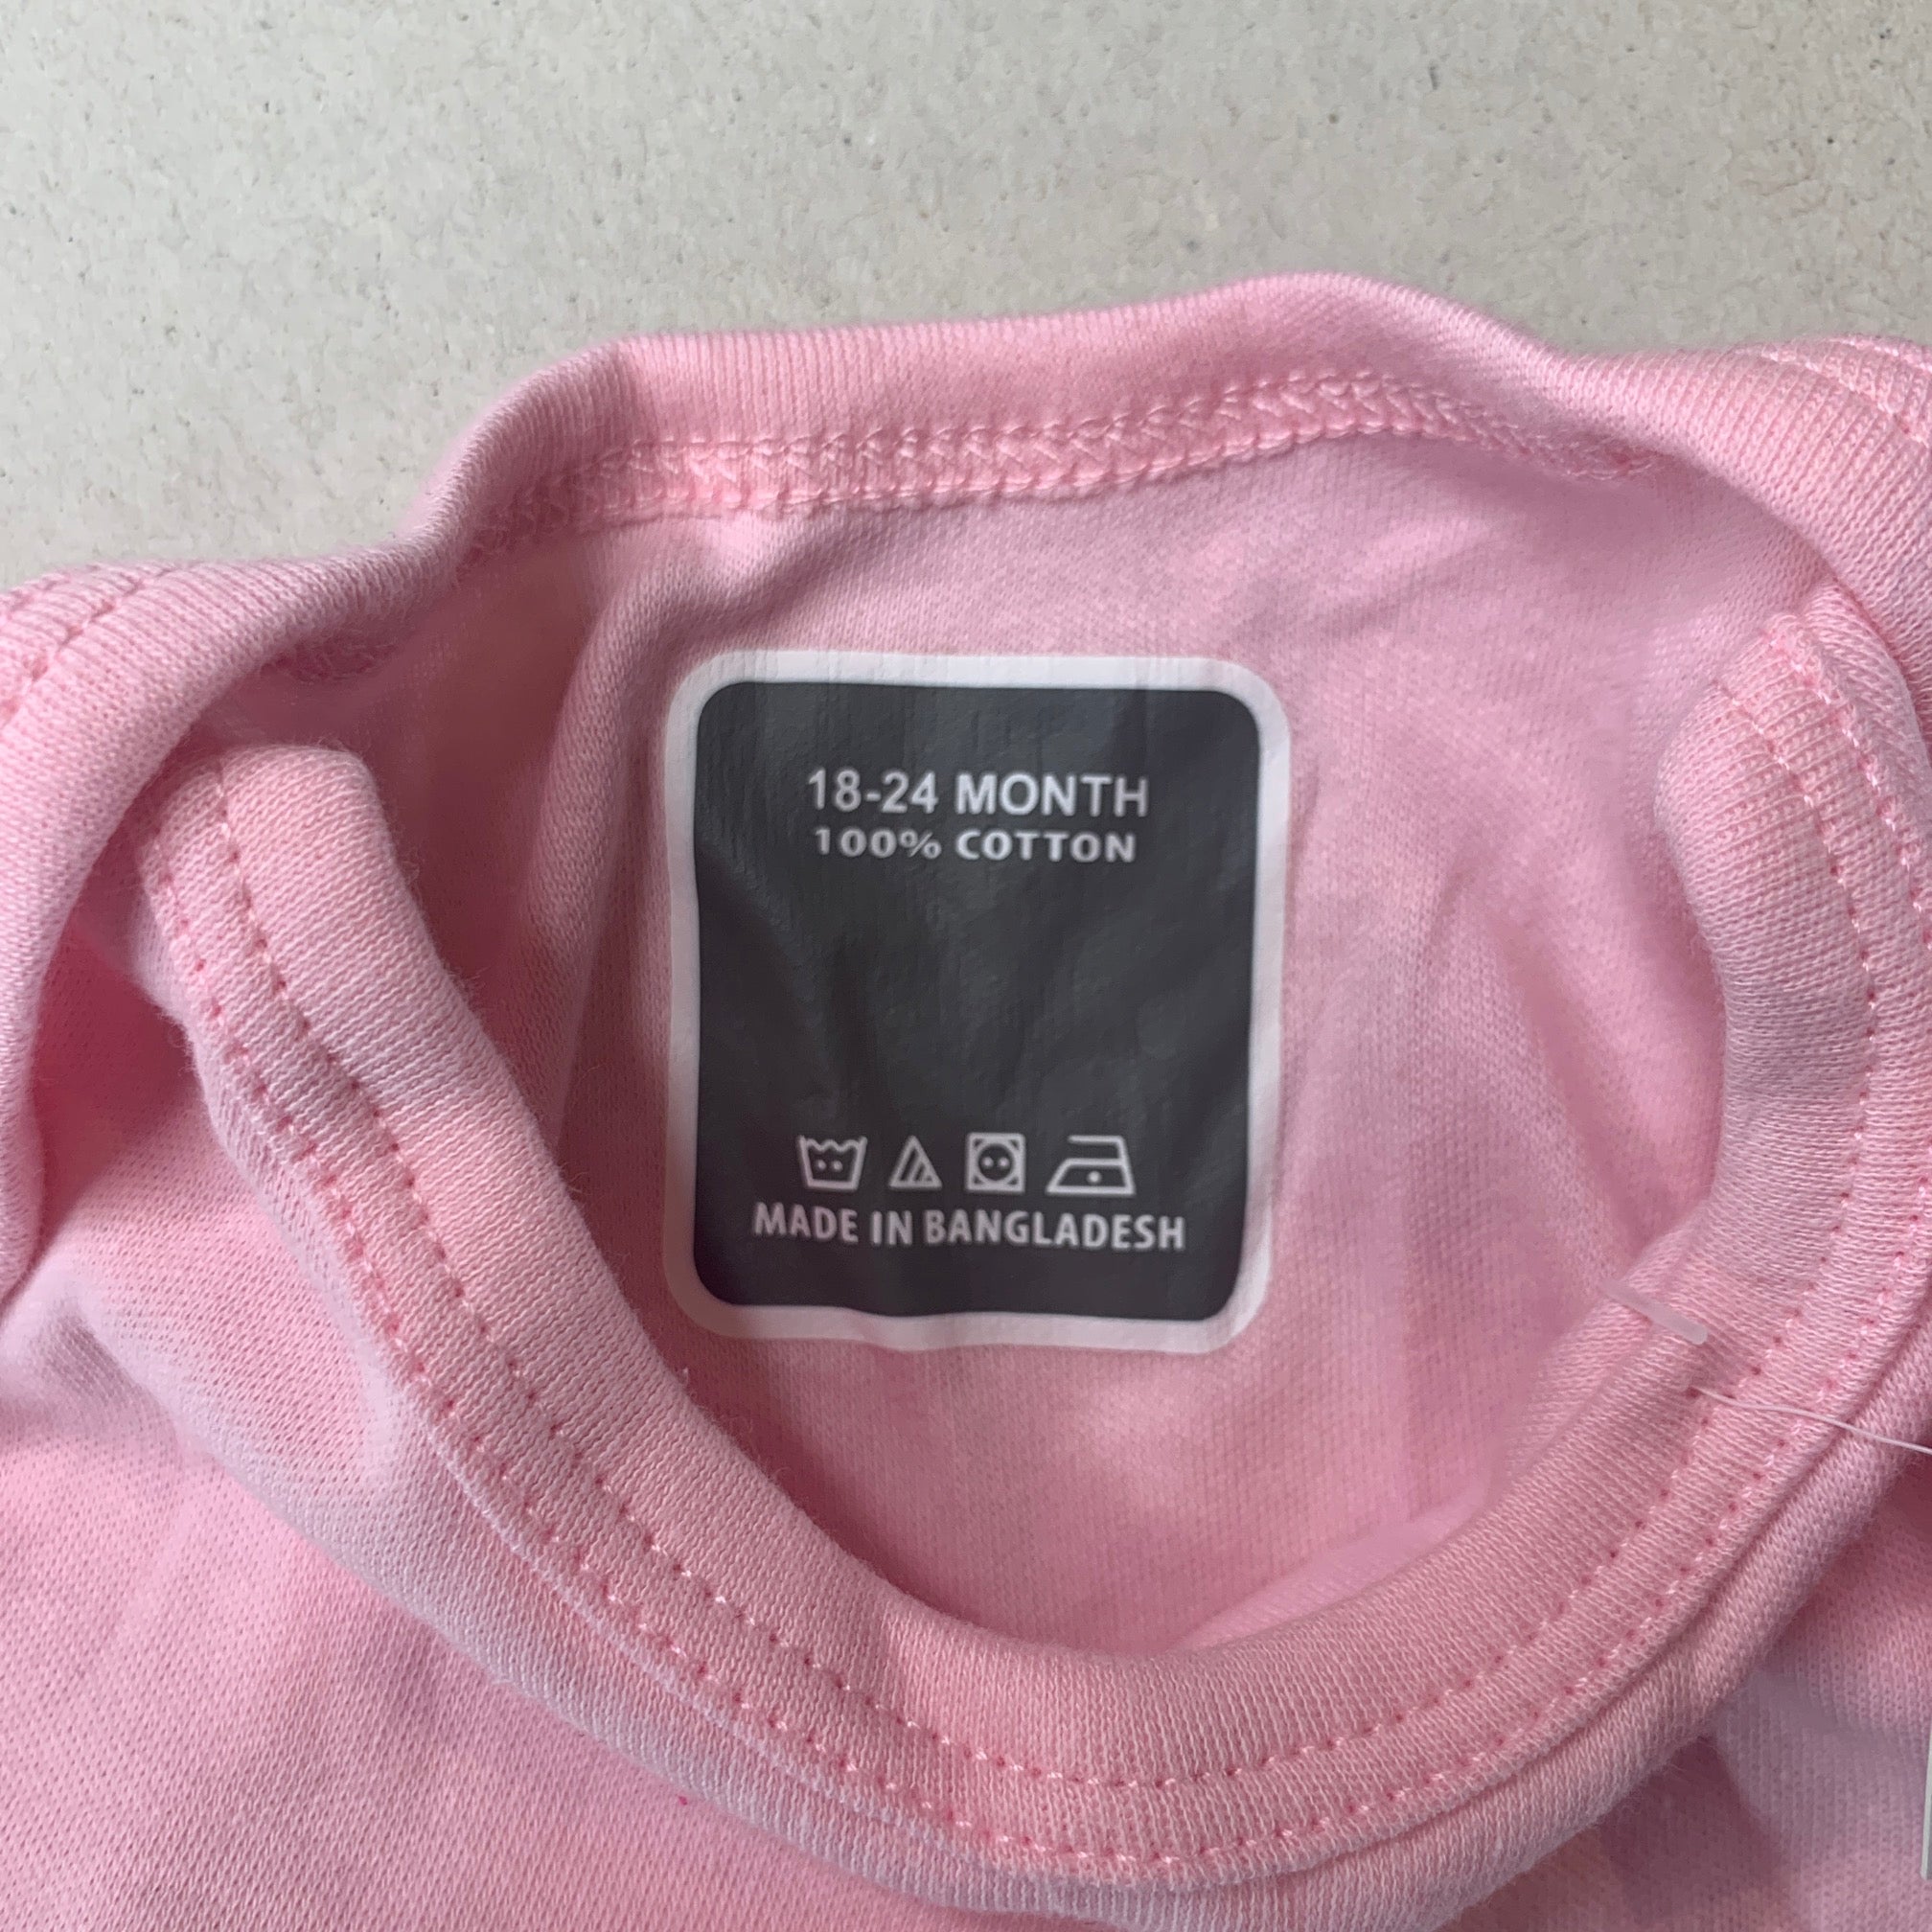 18-24 MONTH
100% COTTON
MADE IN BANGLADESH